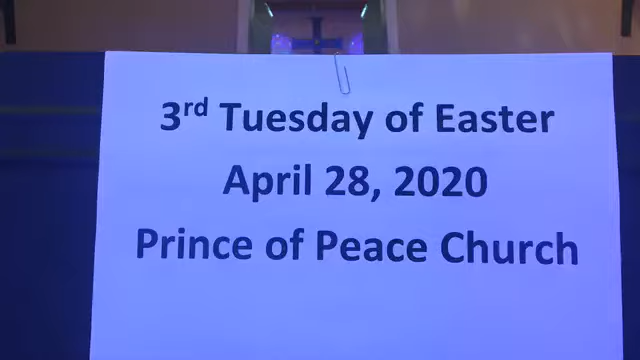 3rd Tuesday of Easter
April 28, 2020
Prince of Peace Church